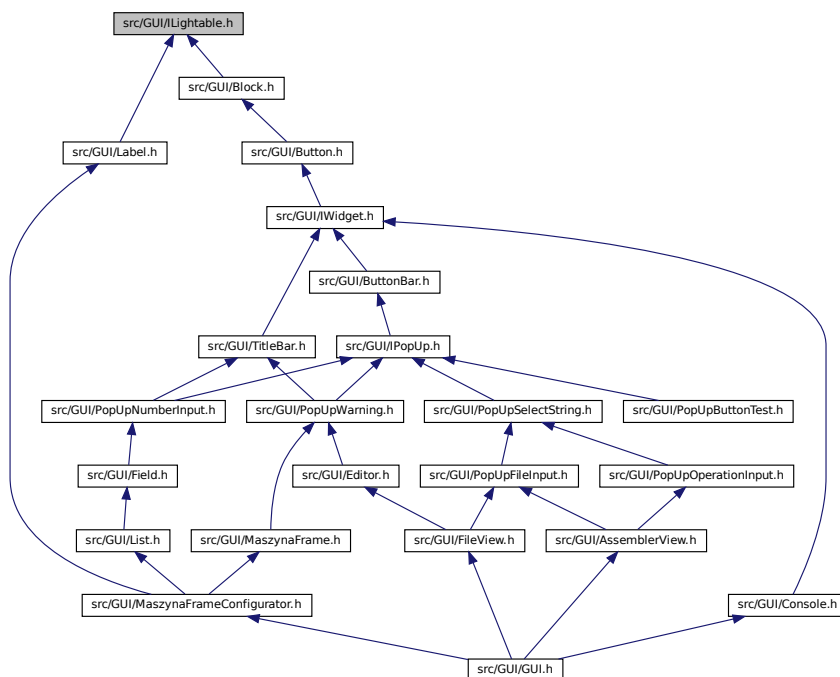 src/GUI/ILightable.h
src/GUI/Block.h
src/GUI/Label.h
src/GUI/Button.h
src/GUI/IWidget.h
src/GUI/ButtonBar.h
src/GUI/TitleBar.h
src/GUI/IPopUp.h
src/GUI/PopUpNumberInput.h
src/GUI/PopUpWarning.h
src/GUI/PopUpSelectString.h
src/GUI/PopUpButtonTest.h
src/GUI/Field.h
src/GUI/Editor.h
src/GUI/PopUpFileInput.h
src/GUI/PopUpOperationInput.h
src/GUI/List.h
src/GUI/MaszynaFrame.h
src/GUI/FileView.h
src/GUI/AssemblerView.h
src/GUI/MaszynaFrameConfigurator.h
src/GUI/Console.h
src/GUI/GUI.h